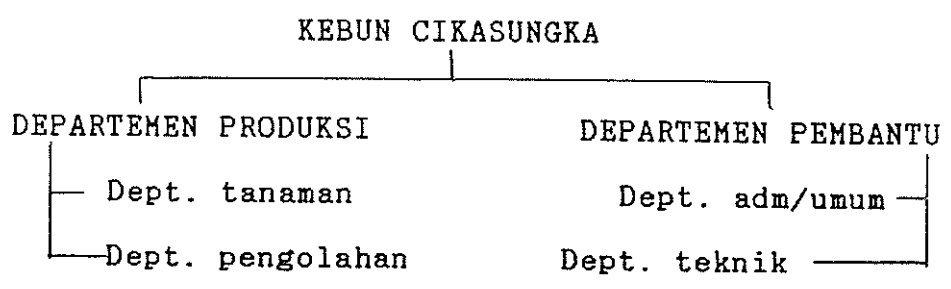 KEBUN CIKASUNGKA
DEPARTEMEN PRODUKSI
DEPARTEMEN PEMBANTU
Dept. tanaman
Dept. adm/umum
Dept. pengolahan
Dept. teknik